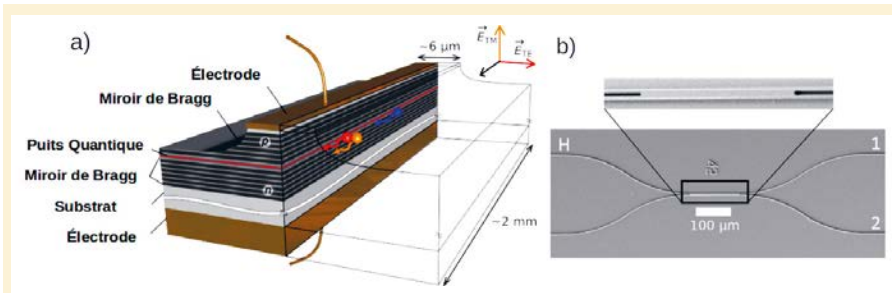 a)
~6 µm
E_TM
E_TE
b)
Électrode
Miroir de Bragg
Puits Quantique
Miroir de Bragg
Substrat
Électrode
p
n
~2 mm
H
1
2
100 µm